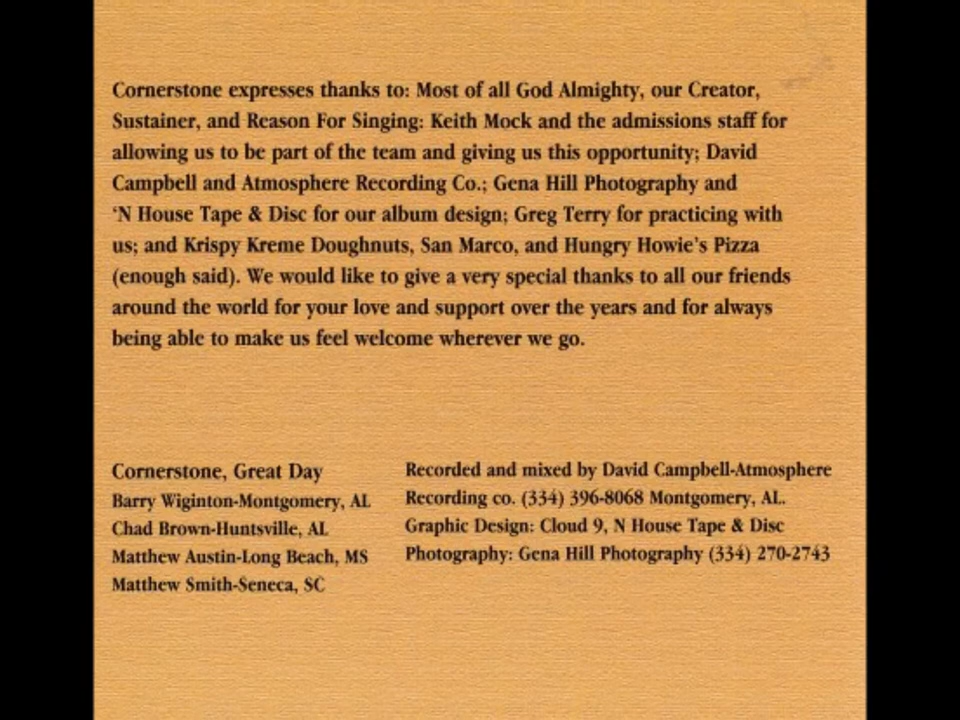 Cornerstone expresses thanks to: Most of all God Almighty, our Creator,
Sustainer, and Reason For Singing: Keith Mock and the admissions staff for
allowing us to be part of the team and giving us this opportunity; David
Campbell and Atmosphere Recording Co.; Gena Hill Photography and
‘N House Tape & Disc for our album design; Greg Terry for practicing with
us; and Krispy Kreme Doughnuts, San Marco, and Hungry Howie's Pizza
(enough said). We would like to give a very special thanks to all our friends
around the world for your love and support over the years and for always
being able to make us feel welcome wherever we go.
Cornerstone, Great Day
Barry Wiginton-Montgomery, AL
Chad Brown-Huntsville, AL
Matthew Austin-Long Beach, MS
Matthew Smith-Seneca, SC
Recorded and mixed by David Campbell-Atmosphere
Recording co. (334) 396-8068 Montgomery, AL.
Graphic Design: Cloud 9, N House Tape & Disc
Photography: Gena Hill Photography (334) 270-2743